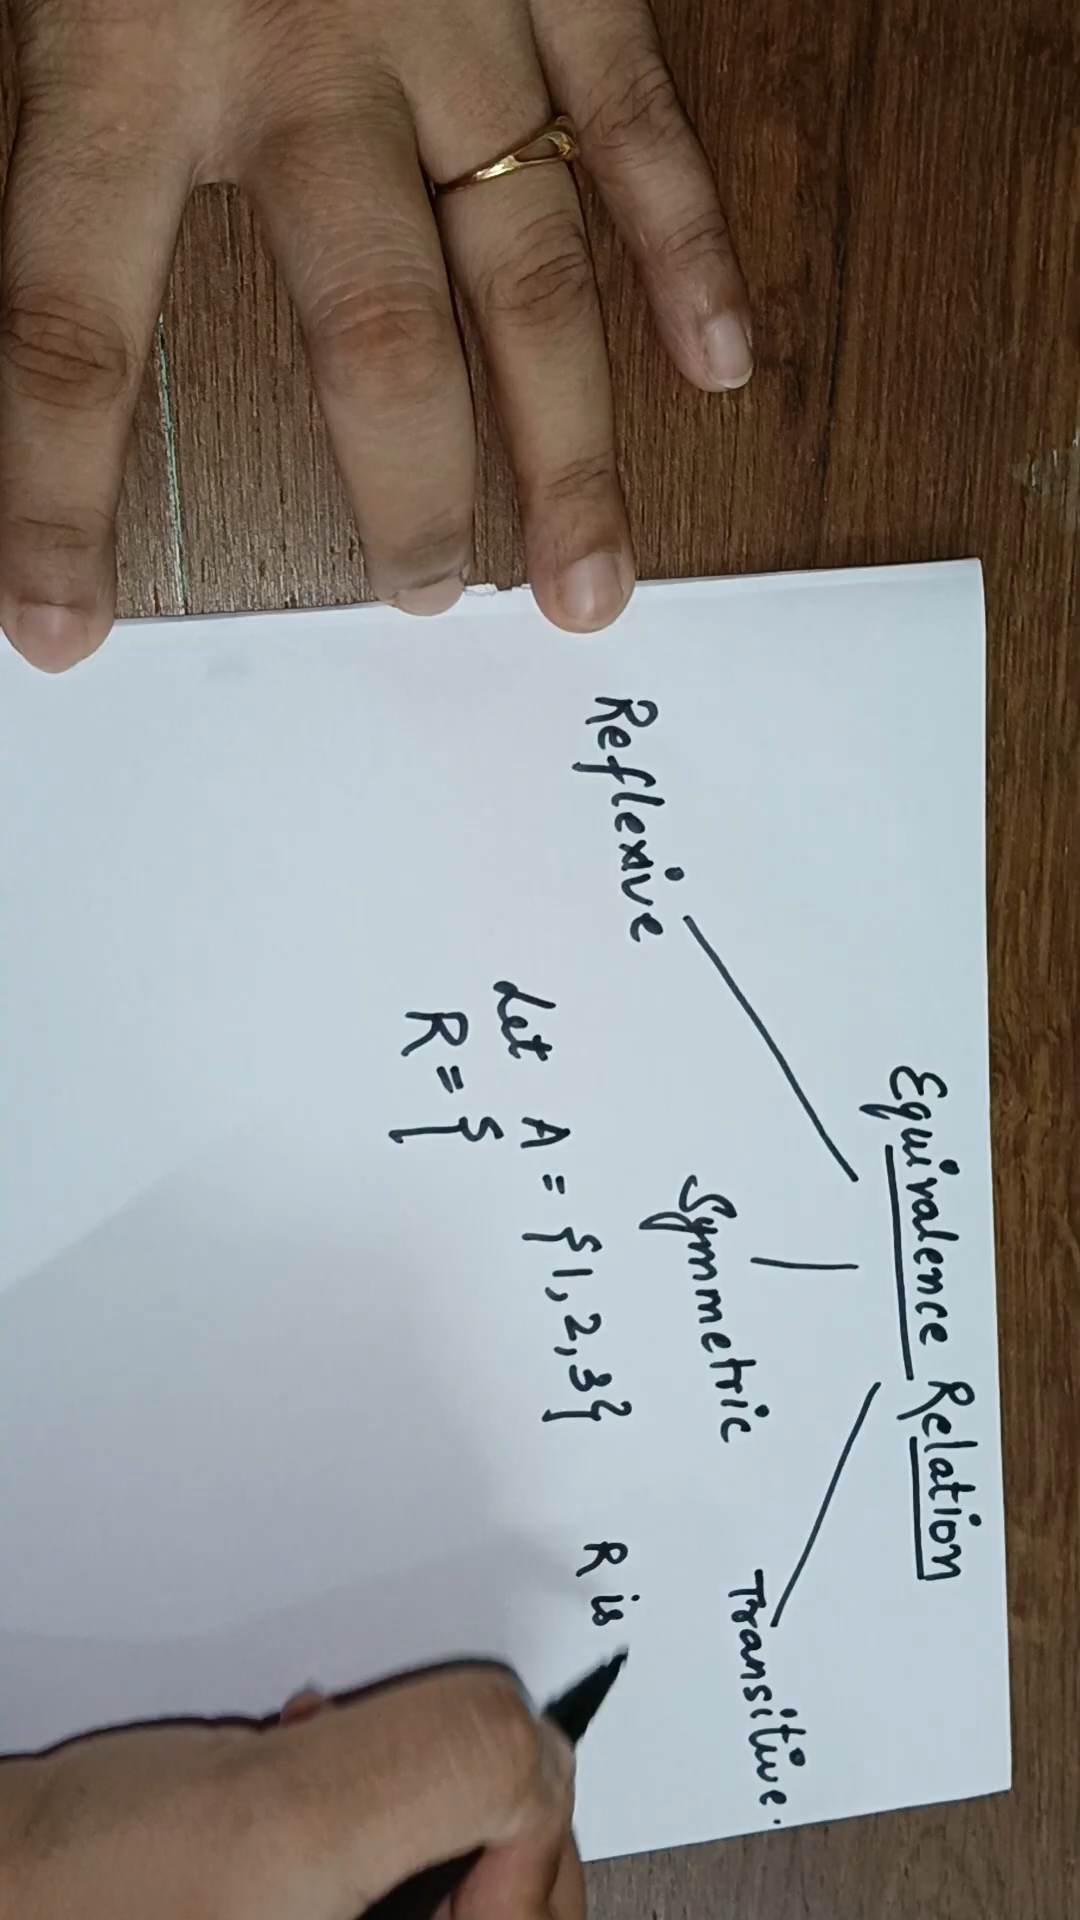 Equivalence Relation
Reflexive Symmetric Transitive.
Let A = {1, 2, 3} R is
R = {